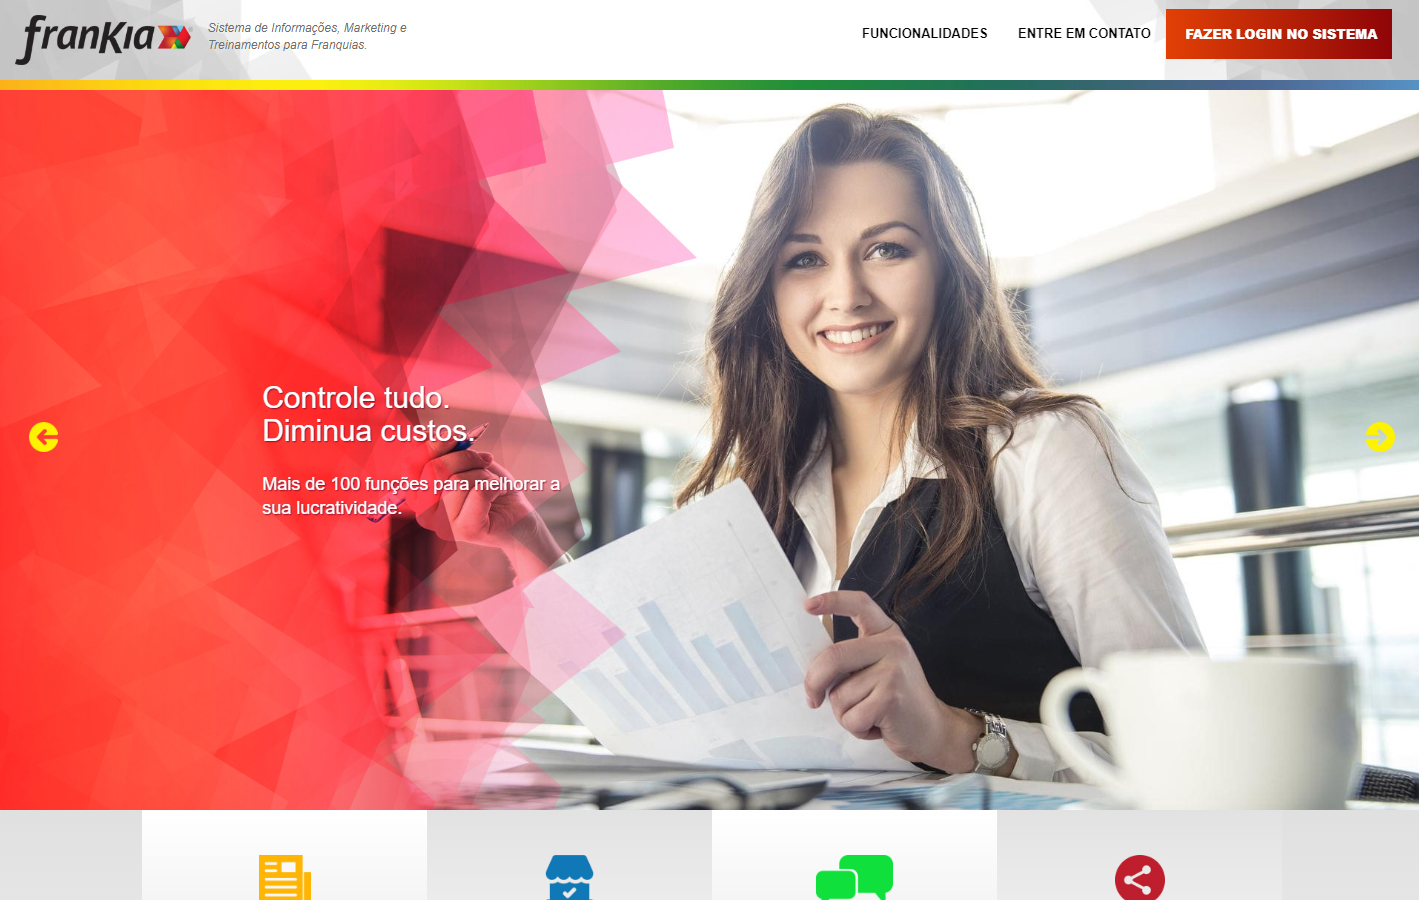 franKia
Sistema de Informações, Marketing e
Treinamentos para Franquias.
FUNCIONALIDADES
ENTRE EM CONTATO
FAZER LOGIN NO SISTEMA
Controle tudo.
Diminua custos.
Mais de 100 funções para melhorar a
sua lucratividade.